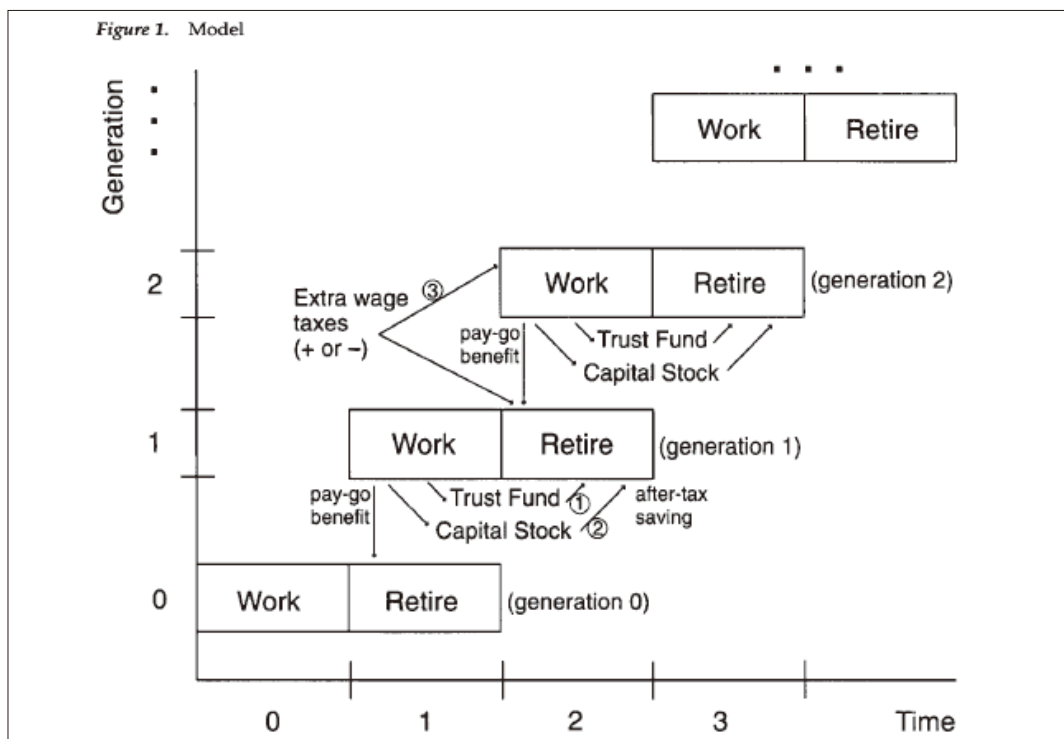 Figure 1. Model
Generation
Work Retire
2
Work Retire (generation 2)
Extra wage
taxes
(+ or –)
③
pay-go
benefit
Trust Fund
Capital Stock
1
Work Retire (generation 1)
pay-go
benefit
Trust Fund ①
Capital Stock ②
after-tax
saving
0
Work Retire (generation 0)
0 1 2 3 Time